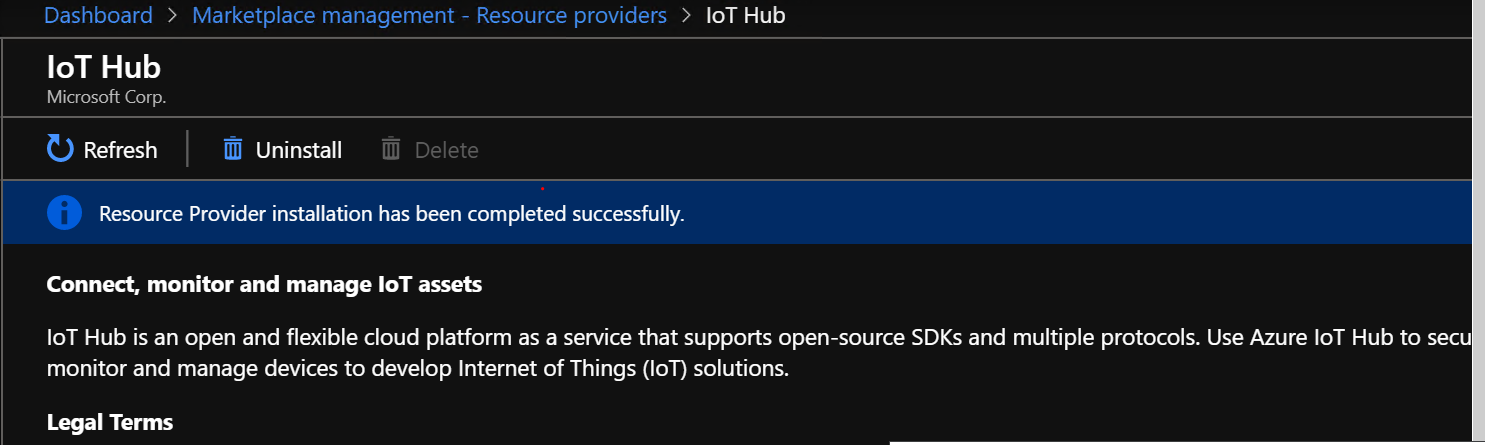 Dashboard > Marketplace management - Resource providers > IoT Hub
IoT Hub
Microsoft Corp.
Refresh Uninstall Delete
Resource Provider installation has been completed successfully.
Connect, monitor and manage IoT assets
IoT Hub is an open and flexible cloud platform as a service that supports open-source SDKs and multiple protocols. Use Azure IoT Hub to secu
monitor and manage devices to develop Internet of Things (IoT) solutions.
Legal Terms